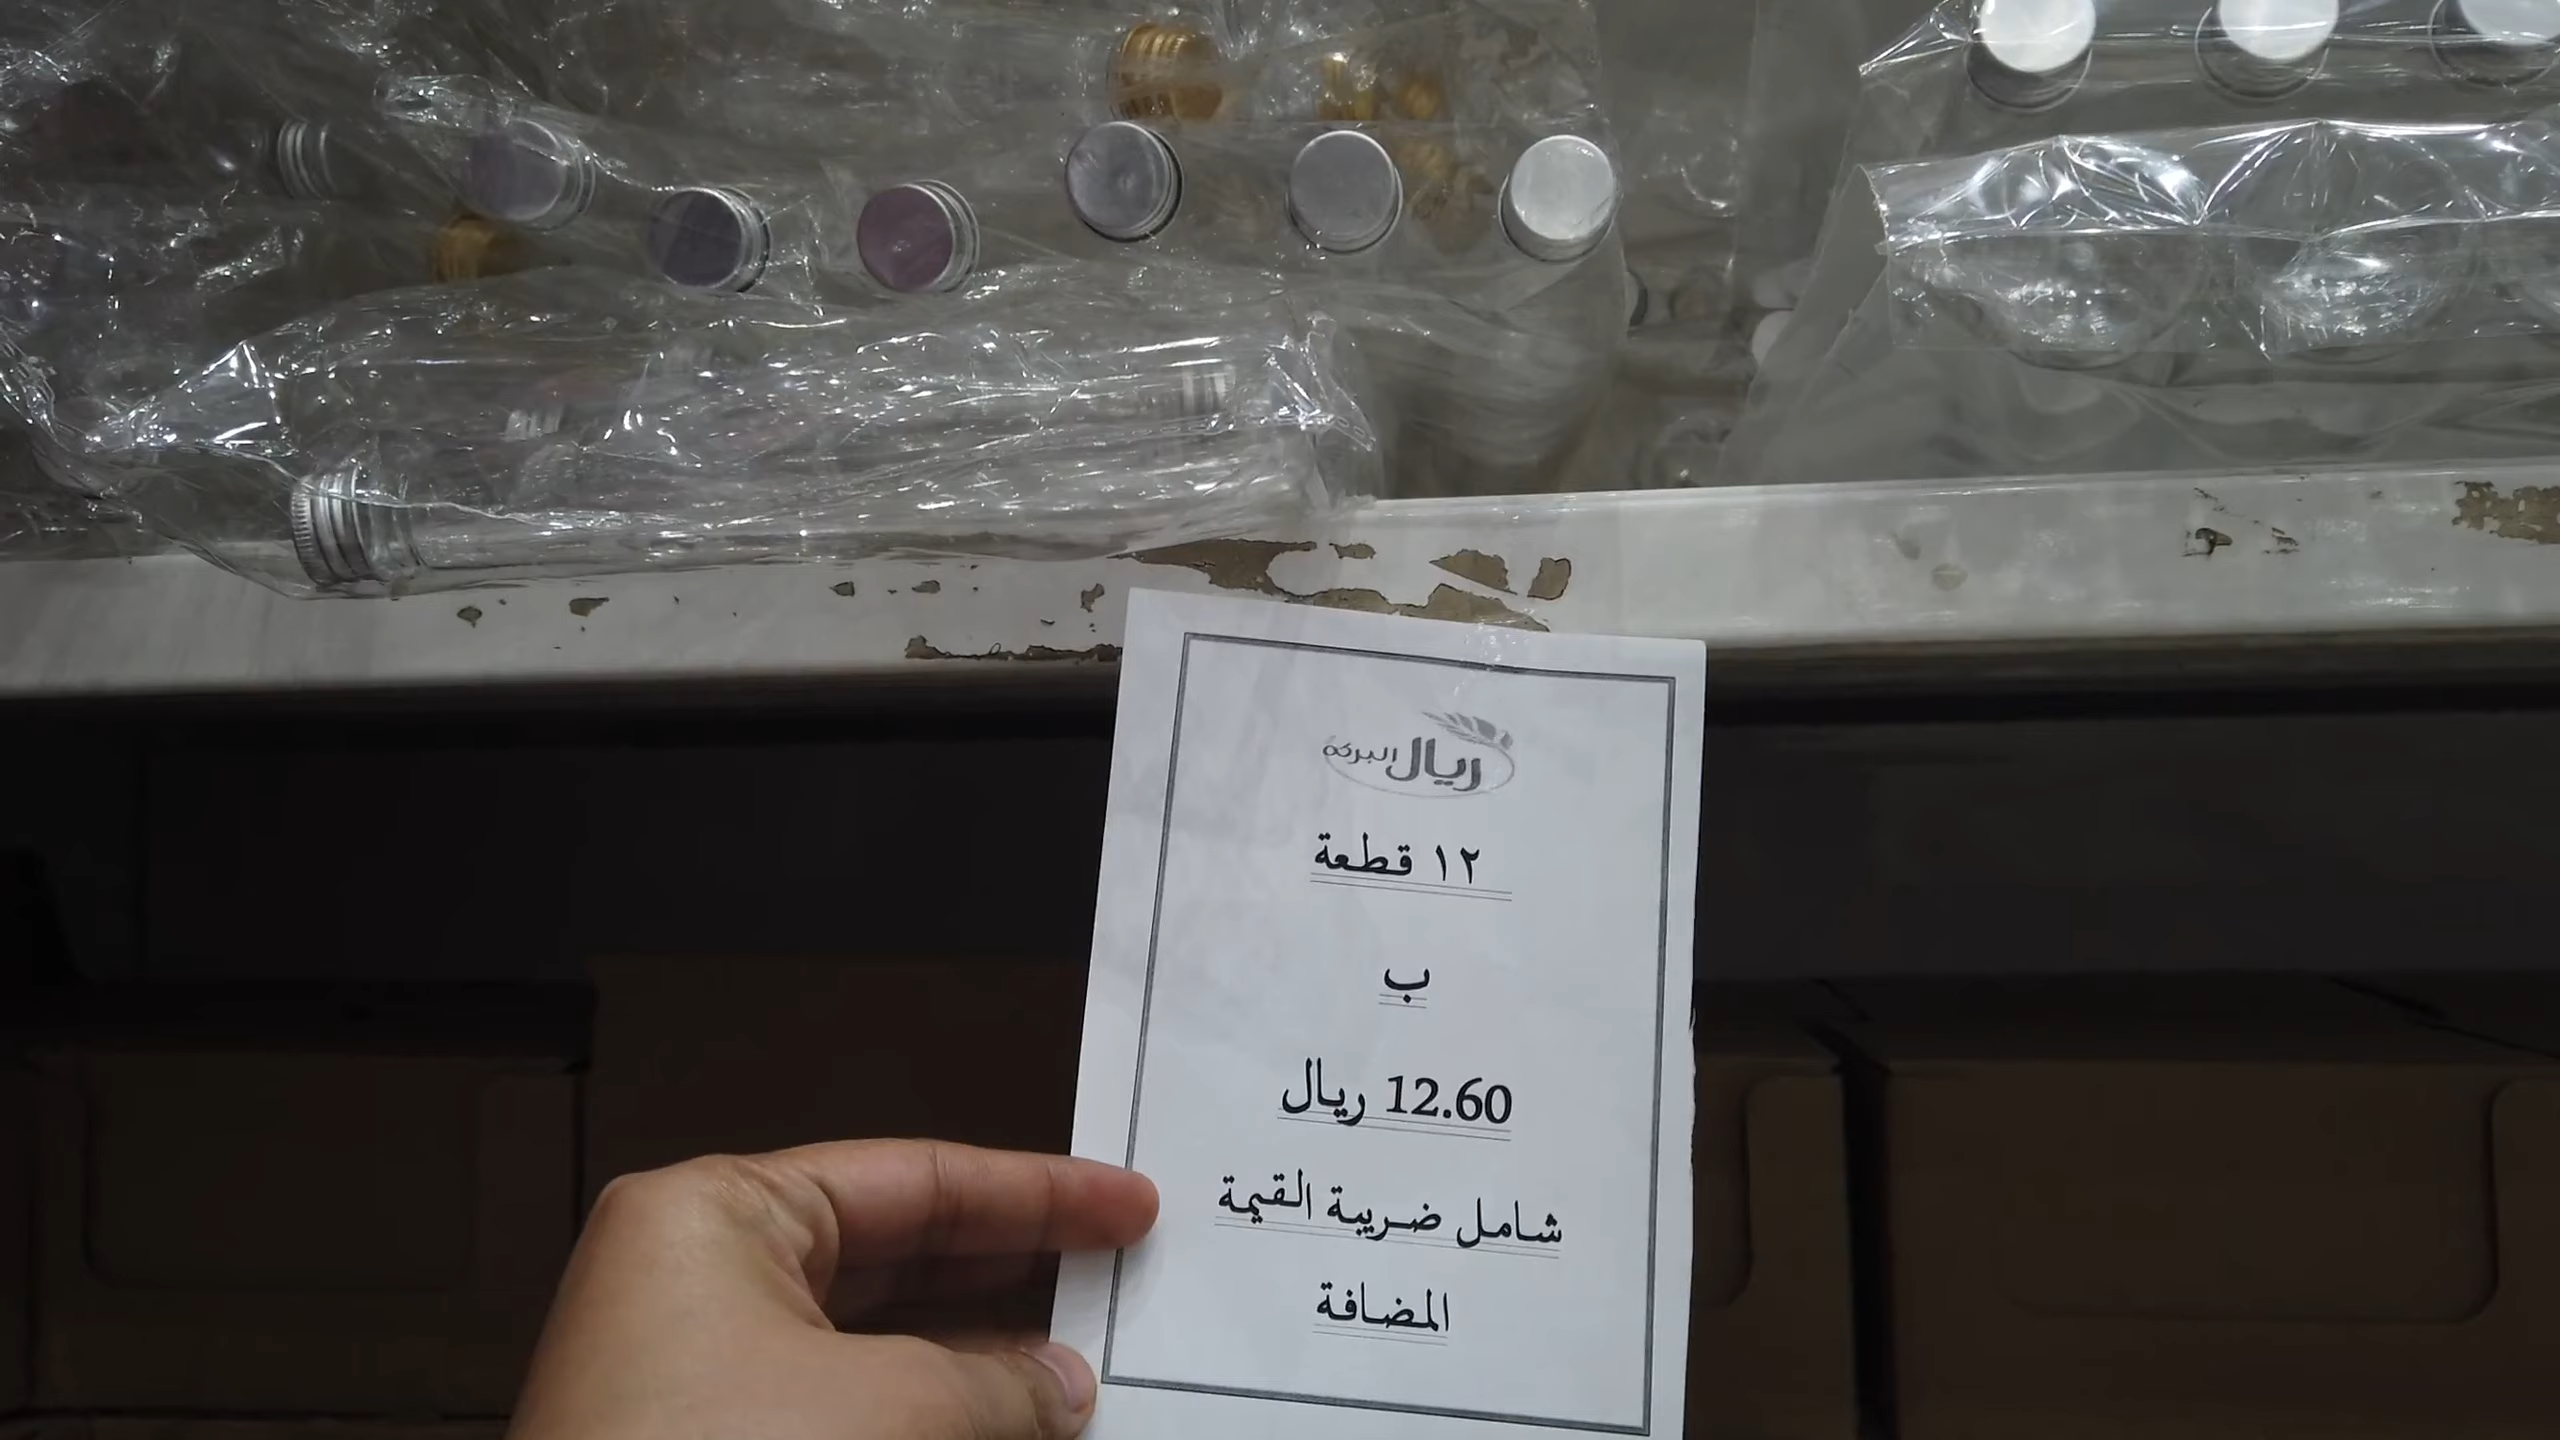 ريال البركة
١٢ قطعة
ب
12.60 ريال
شامل ضريبة القيمة
المضافة